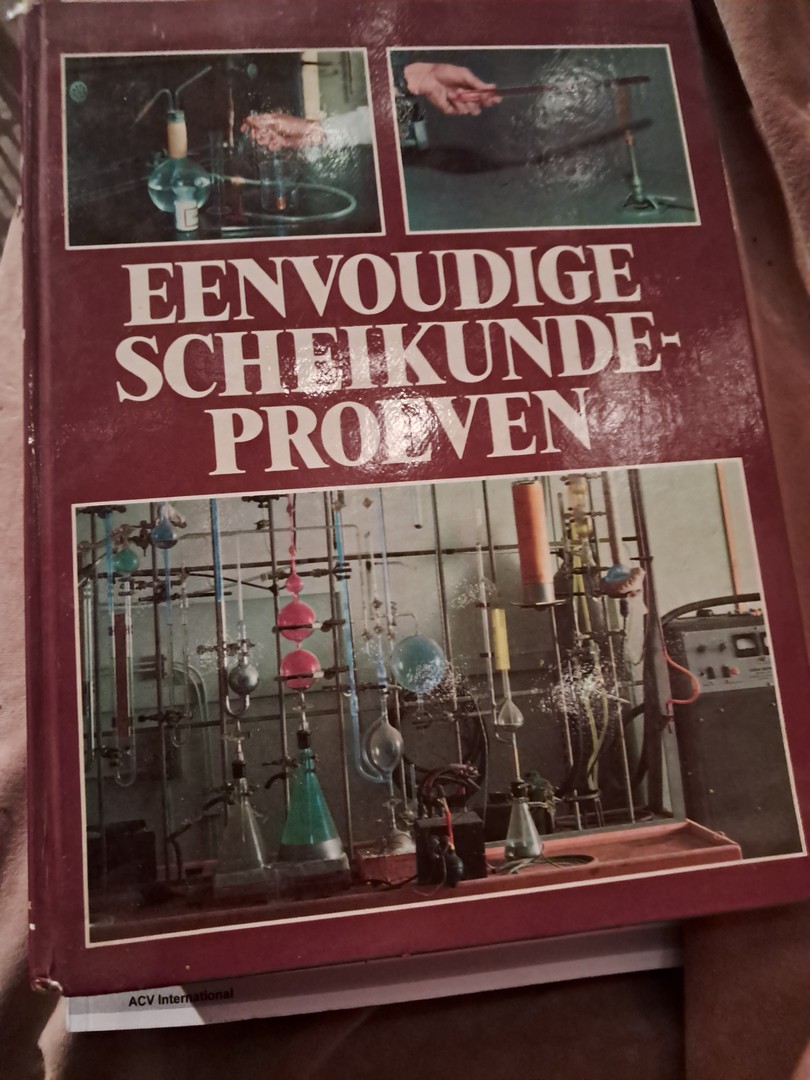 EENVOUDIGE
SCHEIKUNDE-
PROEVEN
ACV International